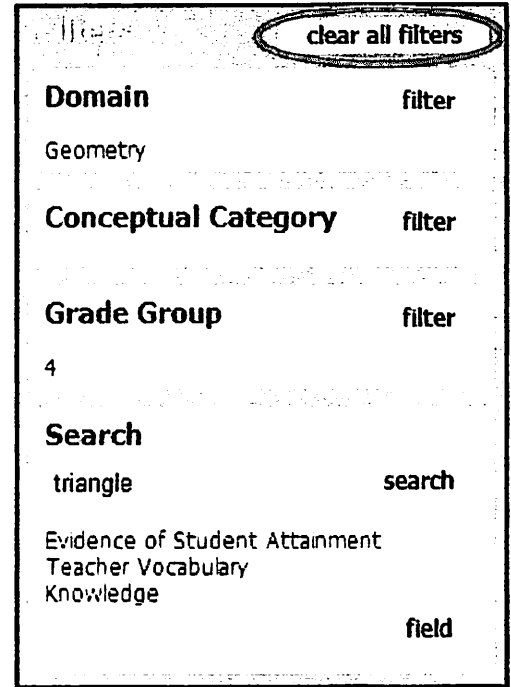 clear all filters
Domain filter
Geometry
Conceptual Category filter
Grade Group filter
4
Search
triangle search
Evidence of Student Attainment
Teacher Vocabulary
Knowledge
field